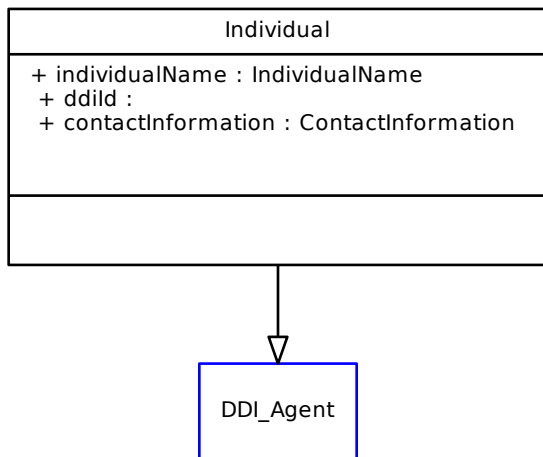 Individual
+ individualName : IndividualName
+ ddiId :
+ contactInformation : ContactInformation
DDI_Agent